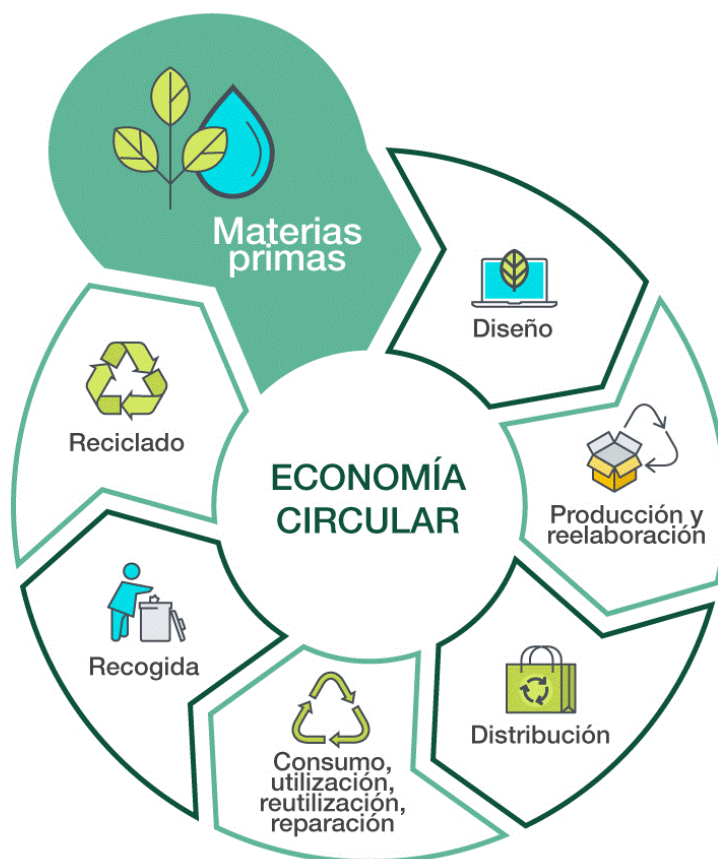 Materias
primas
Diseño
Producción y
reelaboración
Distribución
Consumo,
utilización,
reutilización,
reparación
Recogida
Reciclado
ECONOMÍA
CIRCULAR